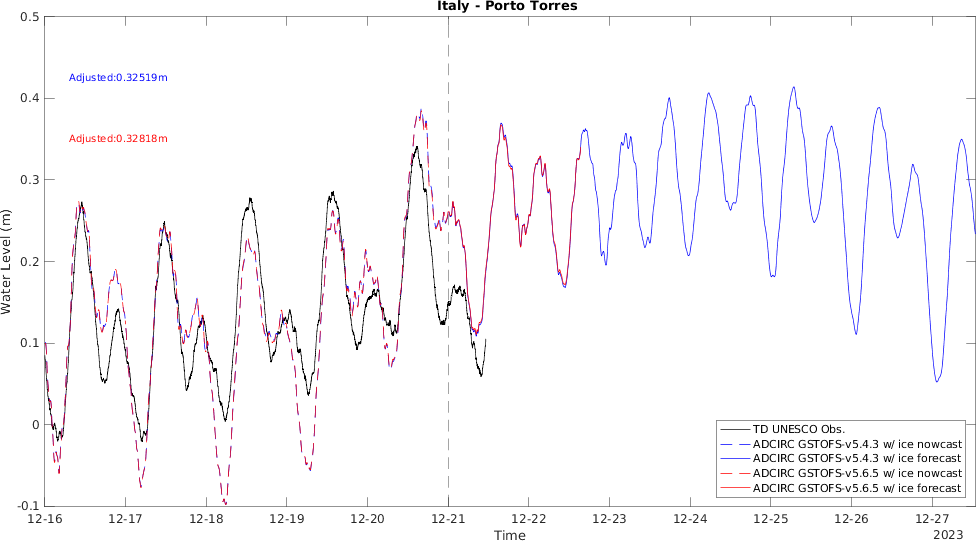 Italy - Porto Torres
0.5
0.4
0.3
0.2
0.1
0
-0.1
Water Level (m)
Adjusted:0.32519m
Adjusted:0.32818m
TD UNESCO Obs.
ADCIRC GSTOFS-v5.4.3 w/ ice nowcast
ADCIRC GSTOFS-v5.4.3 w/ ice forecast
ADCIRC GSTOFS-v5.6.5 w/ ice nowcast
ADCIRC GSTOFS-v5.6.5 w/ ice forecast
12-16 12-17 12-18 12-19 12-20 12-21 12-22 12-23 12-24 12-25 12-26 12-27
Time
2023